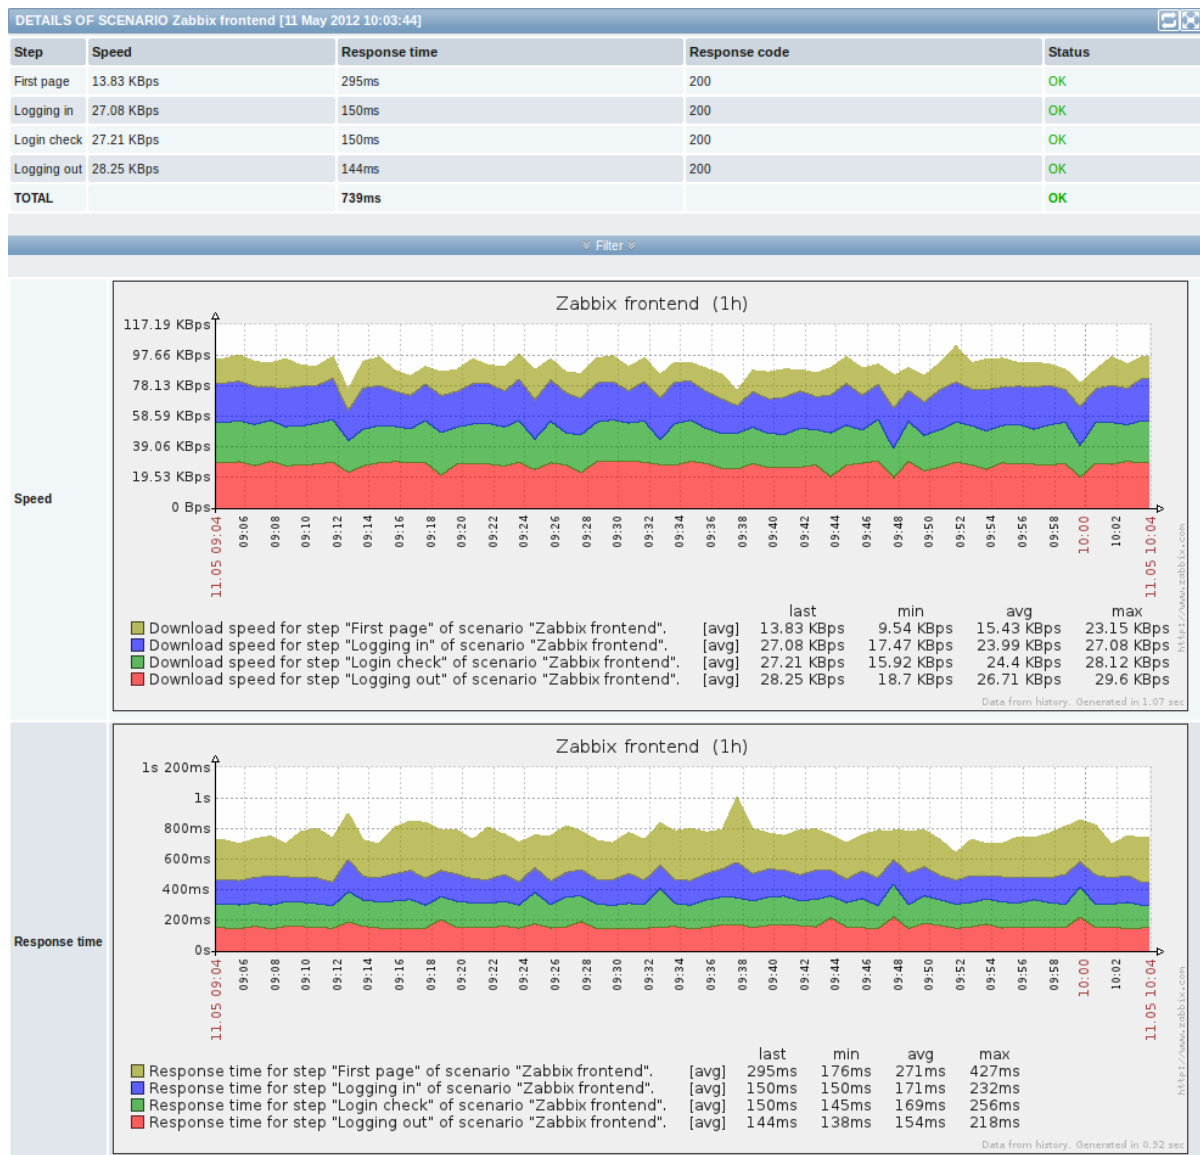 DETAILS OF SCENARIO Zabbix frontend [11 May 2012 10:03:44]
Step Speed Response time Response code Status
First page 13.83 KBps 295ms 200 OK
Logging in 27.08 KBps 150ms 200 OK
Login check 27.21 KBps 150ms 200 OK
Logging out 28.25 KBps 144ms 200 OK
TOTAL 739ms OK
Filter
Speed
Zabbix frontend (1h)
117.19 KBps
97.66 KBps
78.13 KBps
58.59 KBps
39.06 KBps
19.53 KBps
0 Bps
11.05 09:04 09:06 09:08 09:10 09:12 09:14 09:16 09:18 09:20 09:22 09:24 09:26 09:28 09:30 09:32 09:34 09:36 09:38 09:40 09:42 09:44 09:46 09:48 09:50 09:52 09:54 09:56 09:58 10:00 10:02 11.05 10:04
http://www.zabbix.com
last min avg max
Download speed for step "First page" of scenario "Zabbix frontend". [avg] 13.83 KBps 9.54 KBps 15.43 KBps 23.15 KBps
Download speed for step "Logging in" of scenario "Zabbix frontend". [avg] 27.08 KBps 17.47 KBps 23.99 KBps 27.08 KBps
Download speed for step "Login check" of scenario "Zabbix frontend". [avg] 27.21 KBps 15.92 KBps 24.4 KBps 28.12 KBps
Download speed for step "Logging out" of scenario "Zabbix frontend". [avg] 28.25 KBps 18.7 KBps 26.71 KBps 29.6 KBps
Data from history. Generated in 1.07 sec
Response time
Zabbix frontend (1h)
1s 200ms
1s
800ms
600ms
400ms
200ms
0s
11.05 09:04 09:06 09:08 09:10 09:12 09:14 09:16 09:18 09:20 09:22 09:24 09:26 09:28 09:30 09:32 09:34 09:36 09:38 09:40 09:42 09:44 09:46 09:48 09:50 09:52 09:54 09:56 09:58 10:00 10:02 11.05 10:04
http://www.zabbix.com
last min avg max
Response time for step "First page" of scenario "Zabbix frontend". [avg] 295ms 176ms 271ms 427ms
Response time for step "Logging in" of scenario "Zabbix frontend". [avg] 150ms 150ms 171ms 232ms
Response time for step "Login check" of scenario "Zabbix frontend". [avg] 150ms 145ms 169ms 256ms
Response time for step "Logging out" of scenario "Zabbix frontend". [avg] 144ms 138ms 154ms 218ms
Data from history. Generated in 0.92 sec